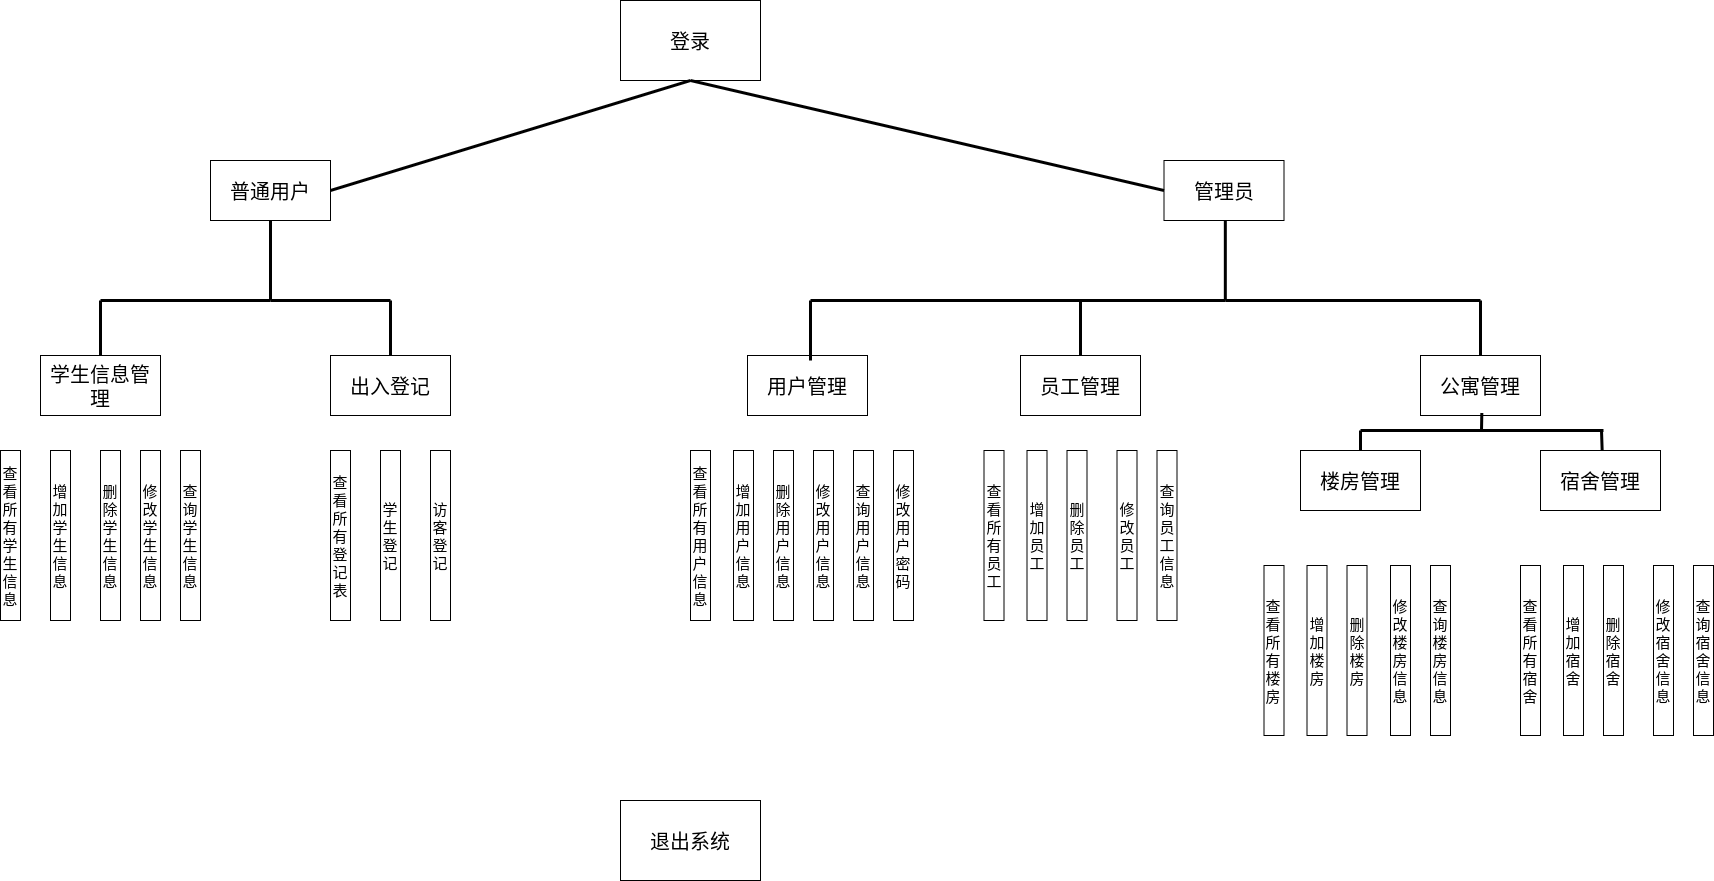 登录
普通用户
管理员
学生信息管
理
出入登记
用户管理
员工管理
公寓管理
查看所有学生信息
增加学生信息
删除学生信息
修改学生信息
查询学生信息
查看所有登记表
学生登记
访客登记
查看所有用户信息
增加用户信息
删除用户信息
修改用户信息
查询用户信息
修改用户密码
查看所有员工
增加员工
删除员工
修改员工
查询员工信息
楼房管理
宿舍管理
查看所有楼房
增加楼房
删除楼房
修改楼房信息
查询楼房信息
查看所有宿舍
增加宿舍
删除宿舍
修改宿舍信息
查询宿舍信息
退出系统